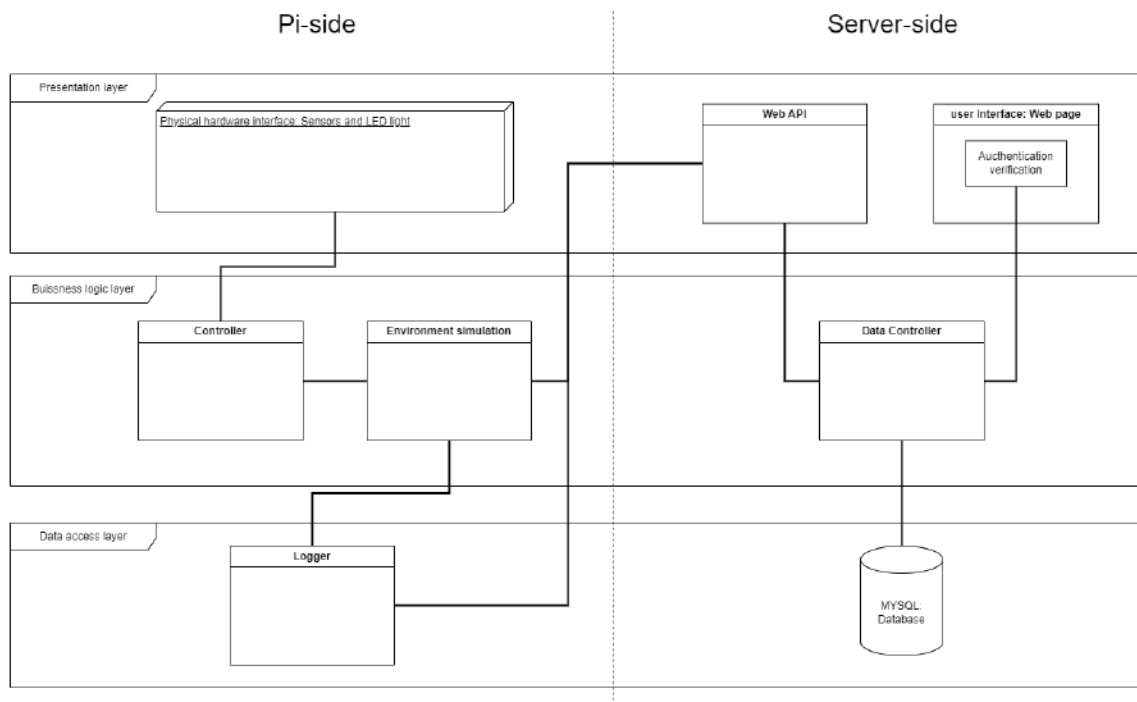 Pi-side
Server-side
Presentation layer
Physical hardware interface: Sensors and LED light
Web API
user Interface: Web page
Aucthentication
verification
Buissness logic layer
Controller
Environment simulation
Data Controller
Data access layer
Logger
MYSQL:
Database